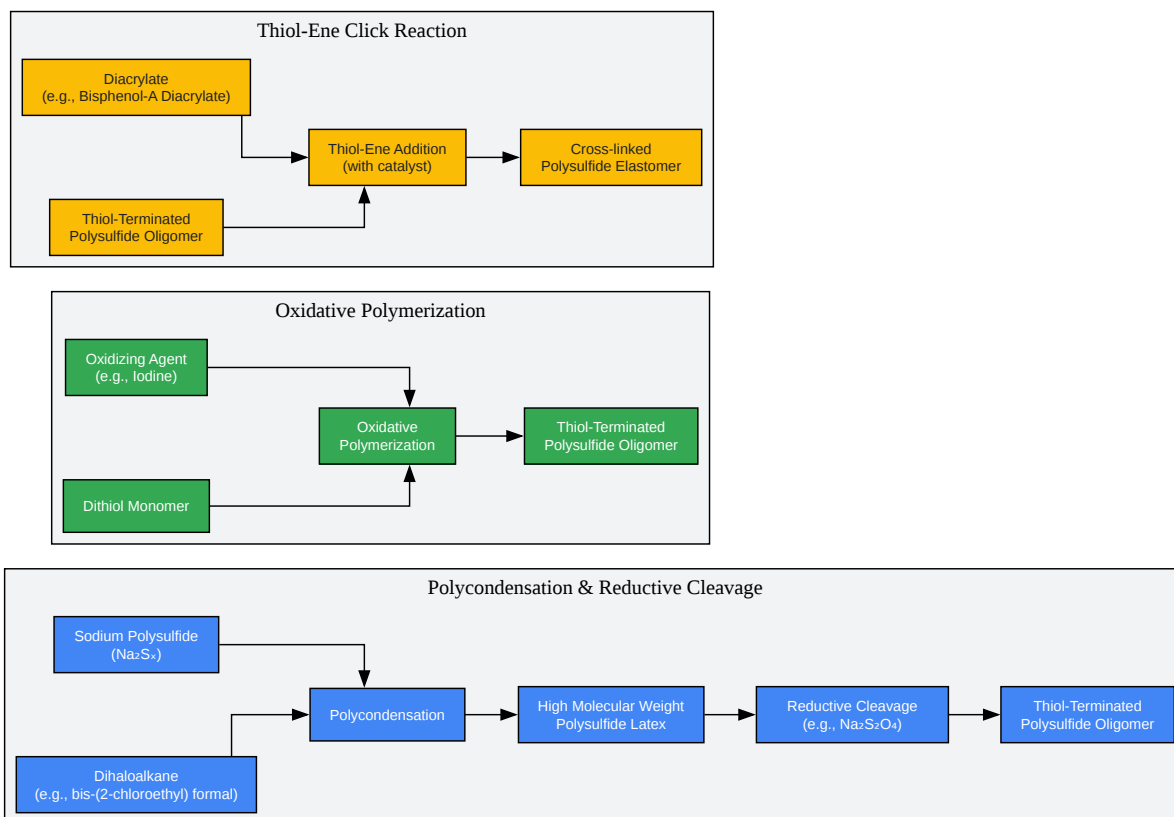 Thiol-Ene Click Reaction
Diacrylate
(e.g., Bisphenol-A Diacrylate)
Thiol-Ene Addition
(with catalyst)
Cross-linked
Polysulfide Elastomer
Thiol-Terminated
Polysulfide Oligomer
Oxidative Polymerization
Oxidizing Agent
(e.g., Iodine)
Oxidative
Polymerization
Thiol-Terminated
Polysulfide Oligomer
Dithiol Monomer
Polycondensation & Reductive Cleavage
Sodium Polysulfide
(Na₂Sₓ)
Polycondensation
High Molecular Weight
Polysulfide Latex
Reductive Cleavage
(e.g., Na₂S₂O₄)
Thiol-Terminated
Polysulfide Oligomer
Dihaloalkane
(e.g., bis-(2-chloroethyl) formal)